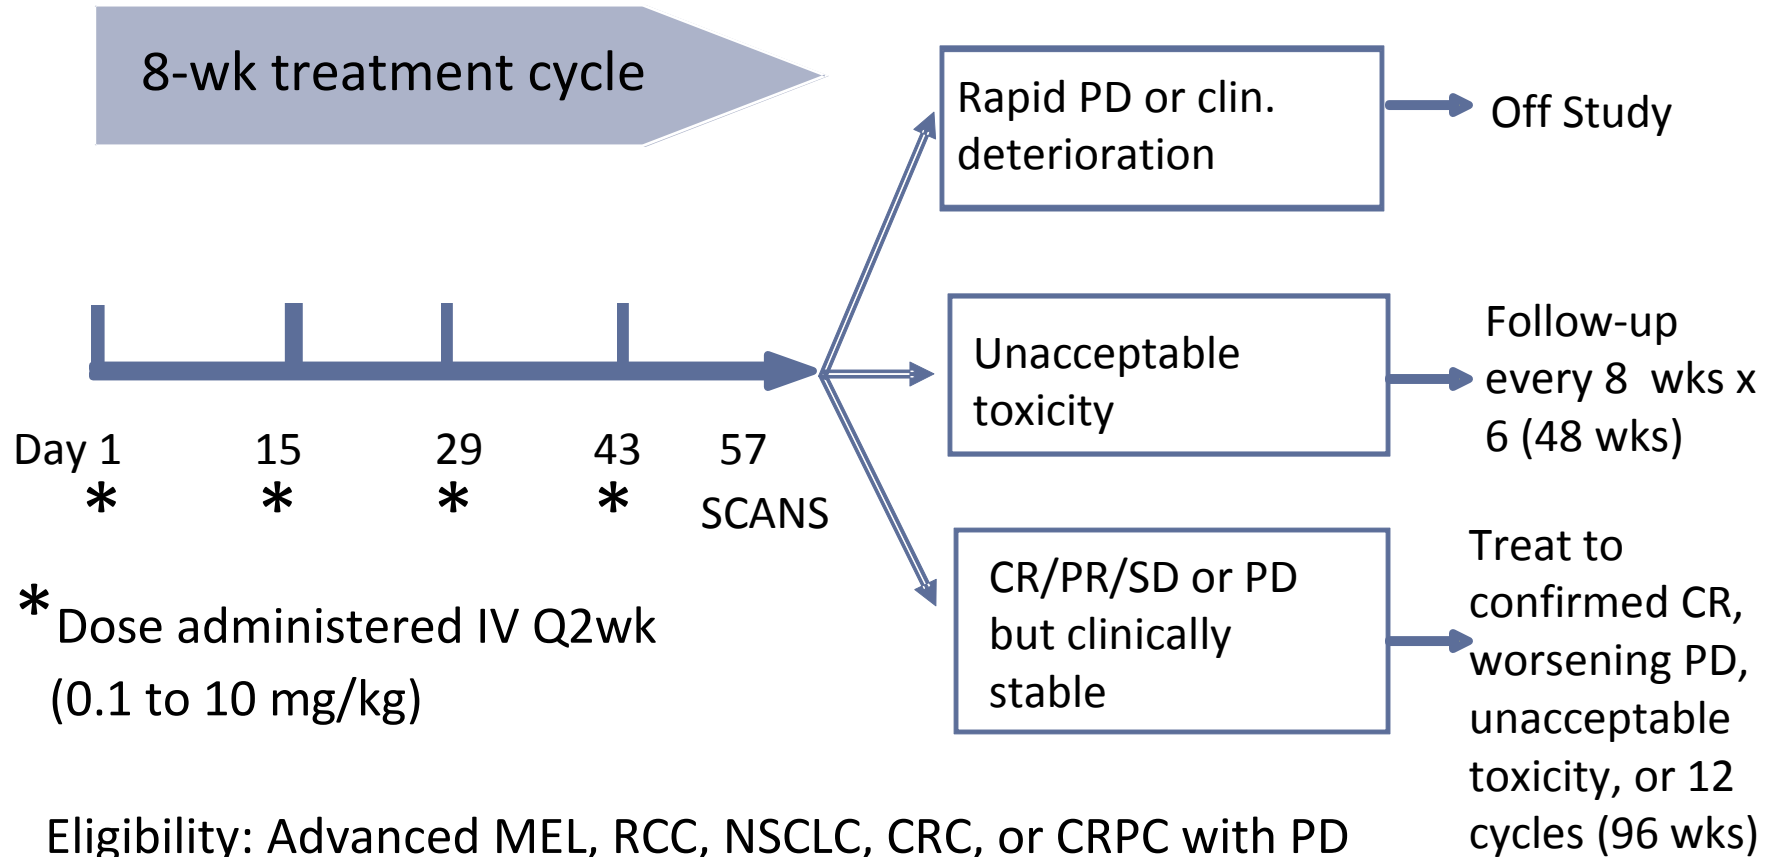 8-wk treatment cycle
Rapid PD or clin.
deterioration
Off Study
Unacceptable
toxicity
Follow-up
every 8 wks x
6 (48 wks)
Day 1 15 29 43 57
* * * * SCANS
CR/PR/SD or PD
but clinically
stable
Treat to
confirmed CR,
worsening PD,
unacceptable
toxicity, or 12
cycles (96 wks)
*Dose administered IV Q2wk
(0.1 to 10 mg/kg)
Eligibility: Advanced MEL, RCC, NSCLC, CRC, or CRPC with PD